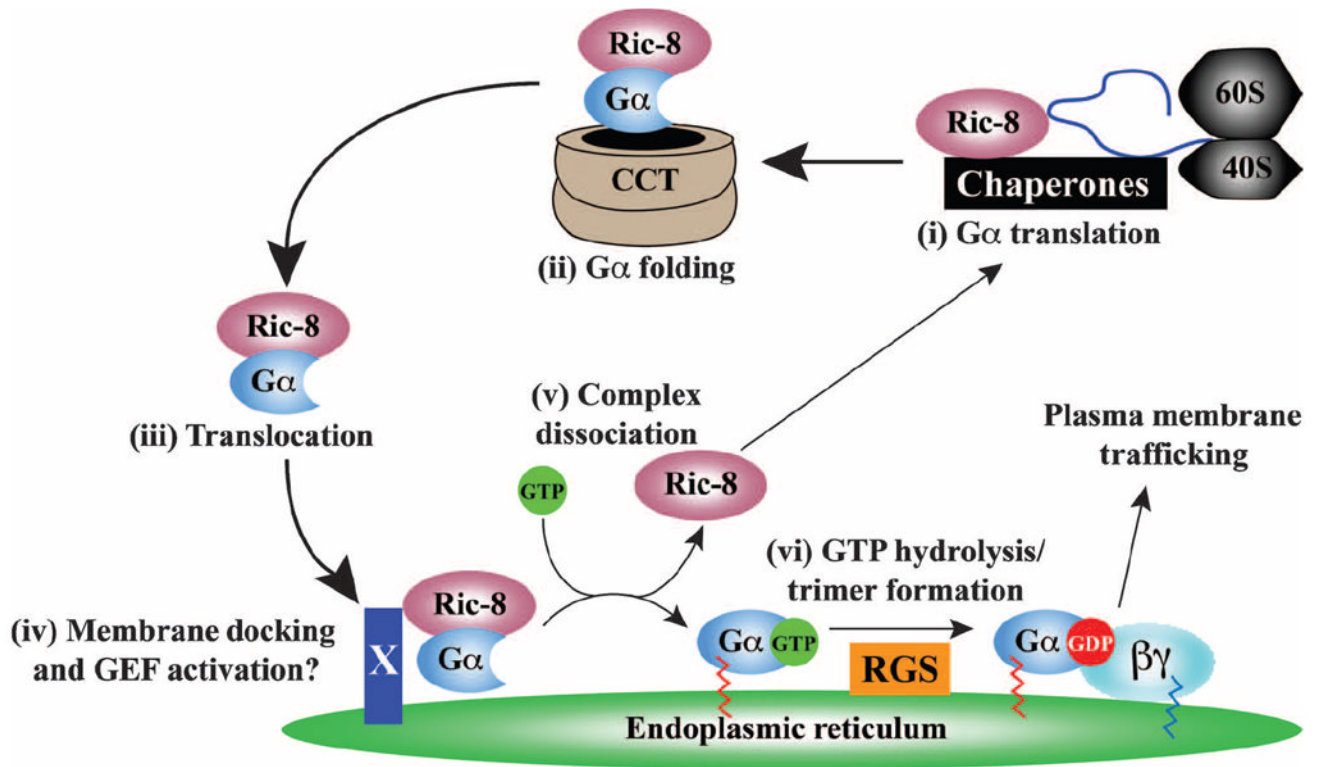 Ric-8
Gα
CCT
(ii) Gα folding
Ric-8
60S
40S
Chaperones
(i) Gα translation
Ric-8
Gα
(iii) Translocation
(v) Complex
dissociation
GTP
Ric-8
Plasma membrane
trafficking
(iv) Membrane docking
and GEF activation?
X
Ric-8
Gα
(vi) GTP hydrolysis/
trimer formation
Gα GTP
RGS
Gα GDP
βγ
Endoplasmic reticulum